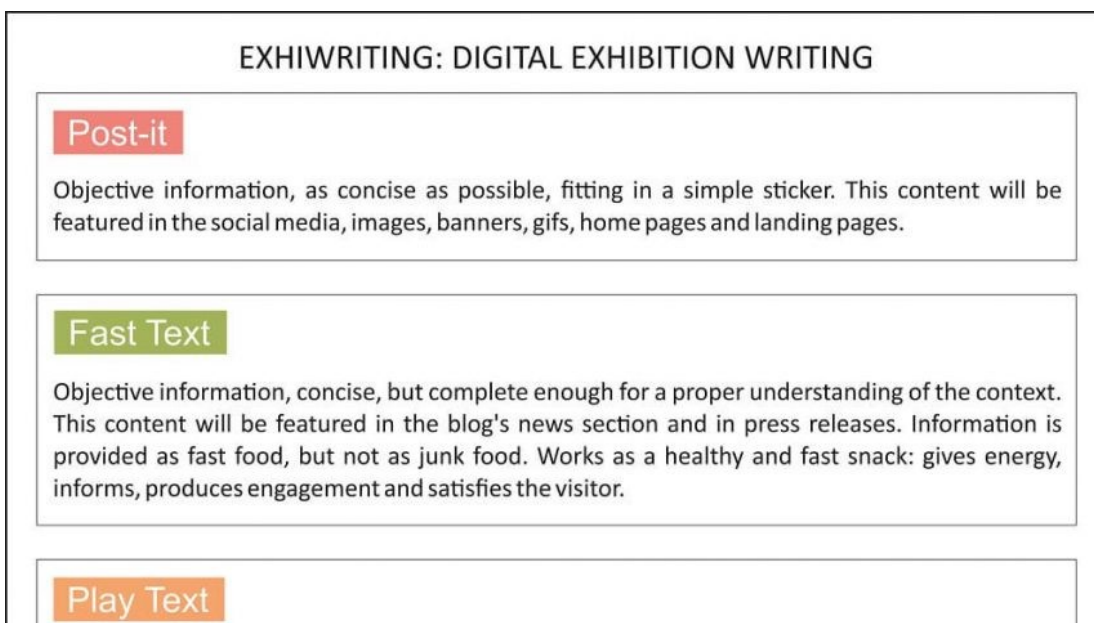 EXHIWRITING: DIGITAL EXHIBITION WRITING
Post-it
Objective information, as concise as possible, fitting in a simple sticker. This content will be
featured in the social media, images, banners, gifs, home pages and landing pages.
Fast Text
Objective information, concise, but complete enough for a proper understanding of the context.
This content will be featured in the blog's news section and in press releases. Information is
provided as fast food, but not as junk food. Works as a healthy and fast snack: gives energy,
informs, produces engagement and satisfies the visitor.
Play Text